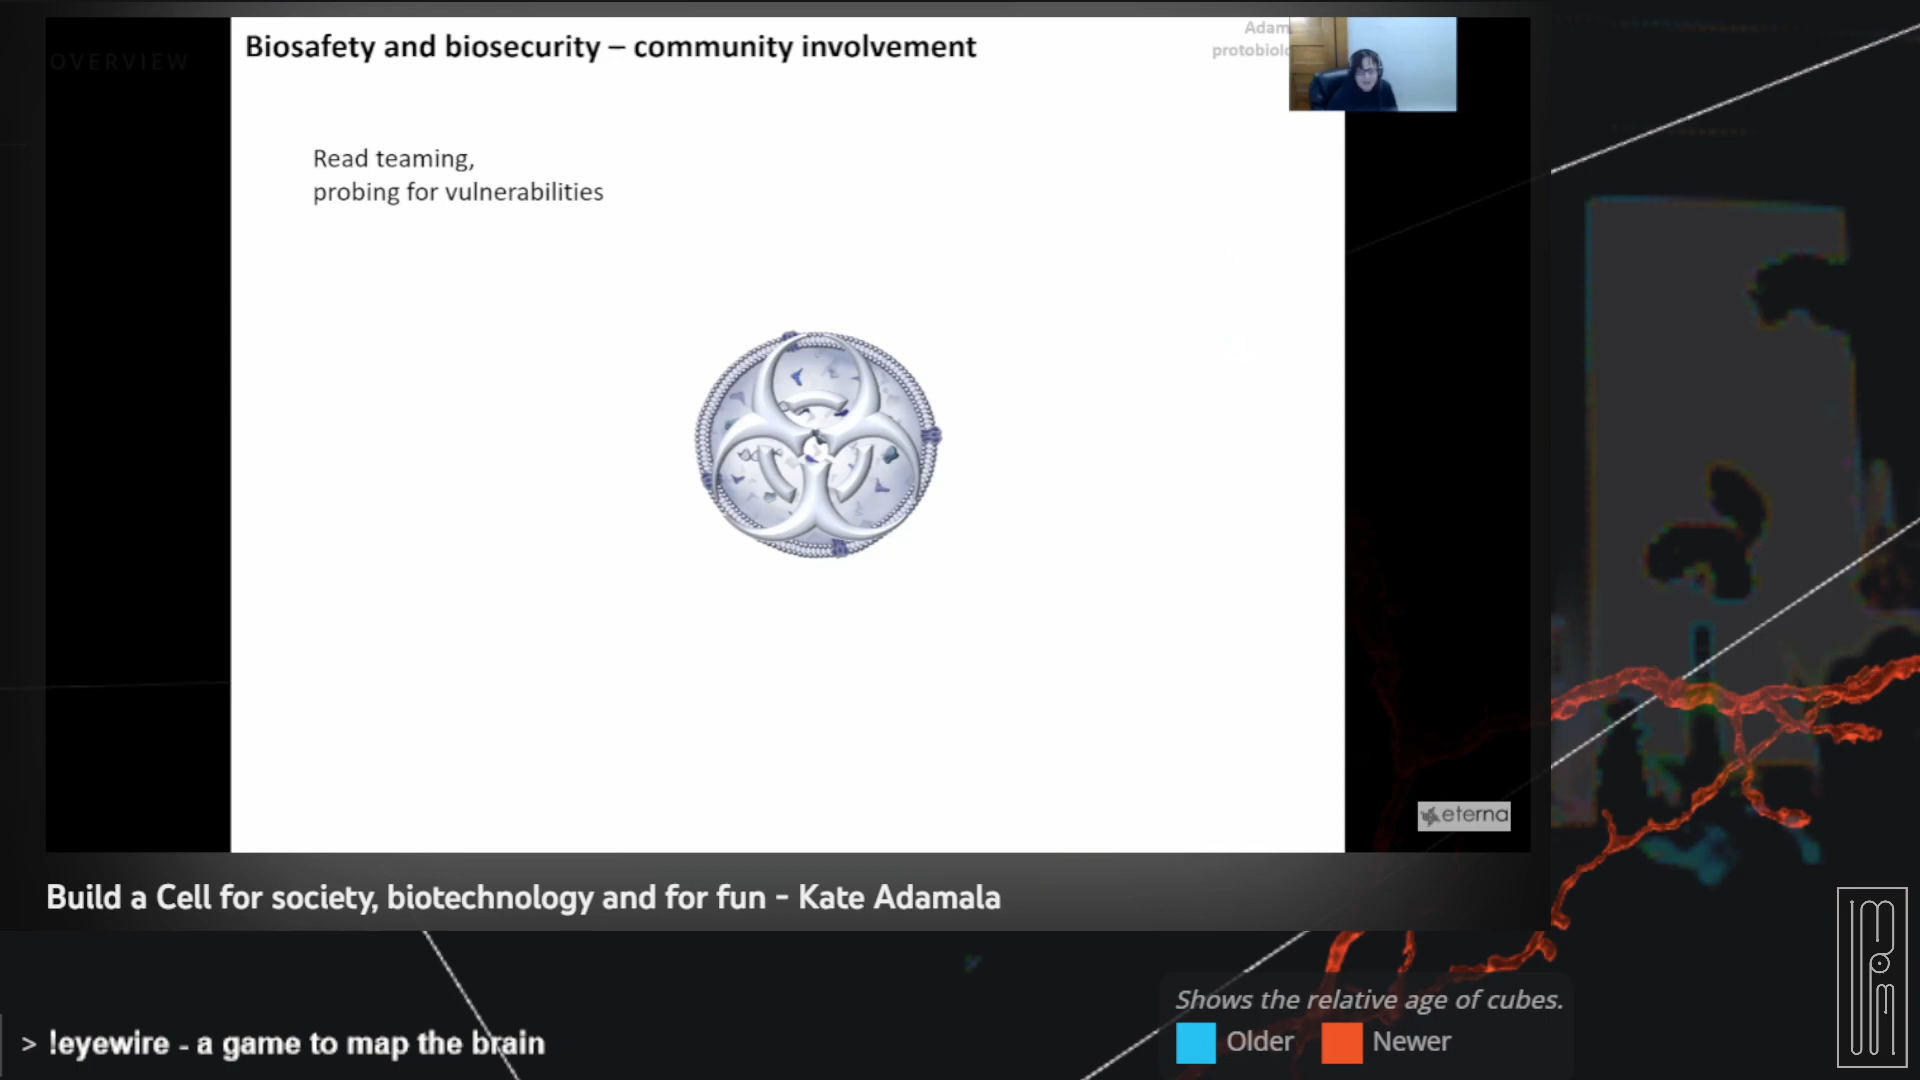 OVERVIEW
Biosafety and biosecurity – community involvement
Adam
protobiolo
Read teaming,
probing for vulnerabilities
eterna
Build a Cell for society, biotechnology and for fun - Kate Adamala
Shows the relative age of cubes.
Older Newer
> !eyewire - a game to map the brain